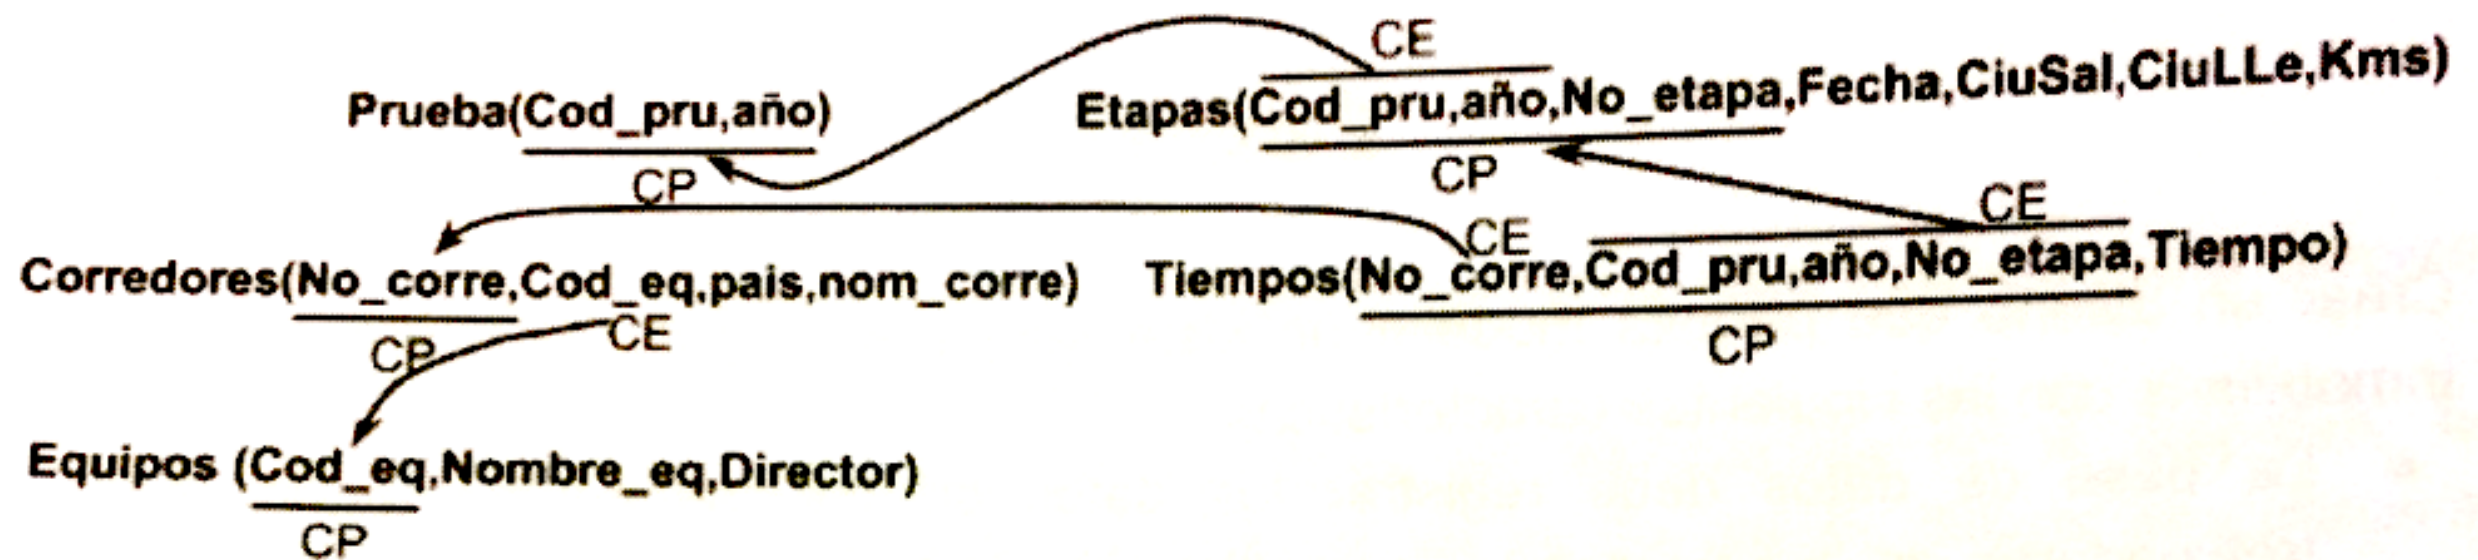 CE
Prueba(Cod_pru,año) Etapas(Cod_pru,año,No_etapa,Fecha,CiuSal,CiuLLe,Kms)
CP CP
CE
CE
Corredores(No_corre,Cod_eq,pais,nom_corre) Tiempos(No_corre,Cod_pru,año,No_etapa,Tiempo)
CP CE CP
Equipos (Cod_eq,Nombre_eq,Director)
CP